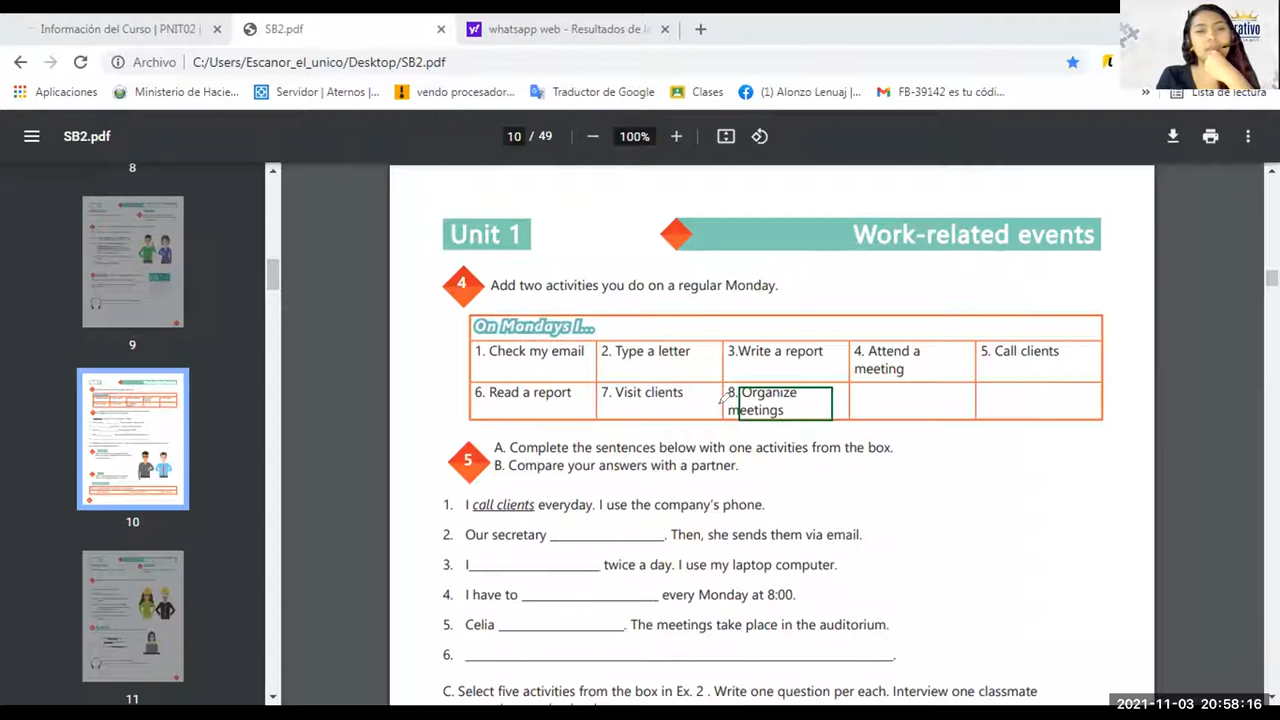 Información del Curso | PNIT02
SB2.pdf
whatsapp web - Resultados de la
Archivo
C:/Users/Escanor_el_unico/Desktop/SB2.pdf
Aplicaciones
Ministerio de Hacie...
Servidor | Aternos |...
vendo procesador...
Traductor de Google
Clases
(1) Alonzo Lenuaj |...
FB-39142 es tu códi...
»
Lista de lectura
SB2.pdf
10 / 49
100%
8
9
10
11
Unit 1
Work-related events
4 Add two activities you do on a regular Monday.
On Mondays I...
1. Check my email
2. Type a letter
3.Write a report
4. Attend a
meeting
5. Call clients
6. Read a report
7. Visit clients
8. Organize
meetings
5 A. Complete the sentences below with one activities from the box.
B. Compare your answers with a partner.
1. I call clients everyday. I use the company's phone.
2. Our secretary _______________. Then, she sends them via email.
3. I_________________ twice a day. I use my laptop computer.
4. I have to __________________ every Monday at 8:00.
5. Celia ________________. The meetings take place in the auditorium.
6. _______________________________________________________.
C. Select five activities from the box in Ex. 2 . Write one question per each. Interview one classmate
2021-11-03 20:58:16